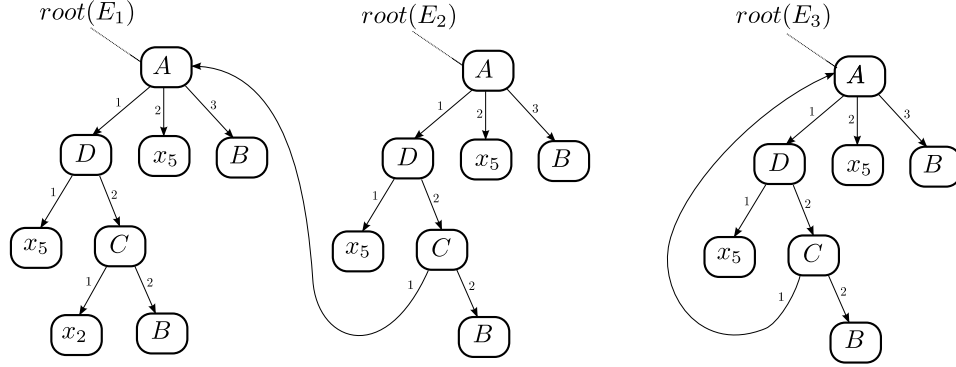 root(E₁) root(E₂) root(E₃)
A A A
1 2 3 1 2 3 1 2 3
D x₅ B D x₅ B D x₅ B
1 2 1 2 1 2
x₅ C x₅ C x₅ C
1 2 1 2 1 2
x₂ B B B